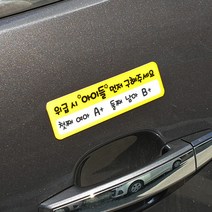 위급 시 "아이들" 먼저 구해주세요
첫째 여아 A+ 둘째 남아 B+